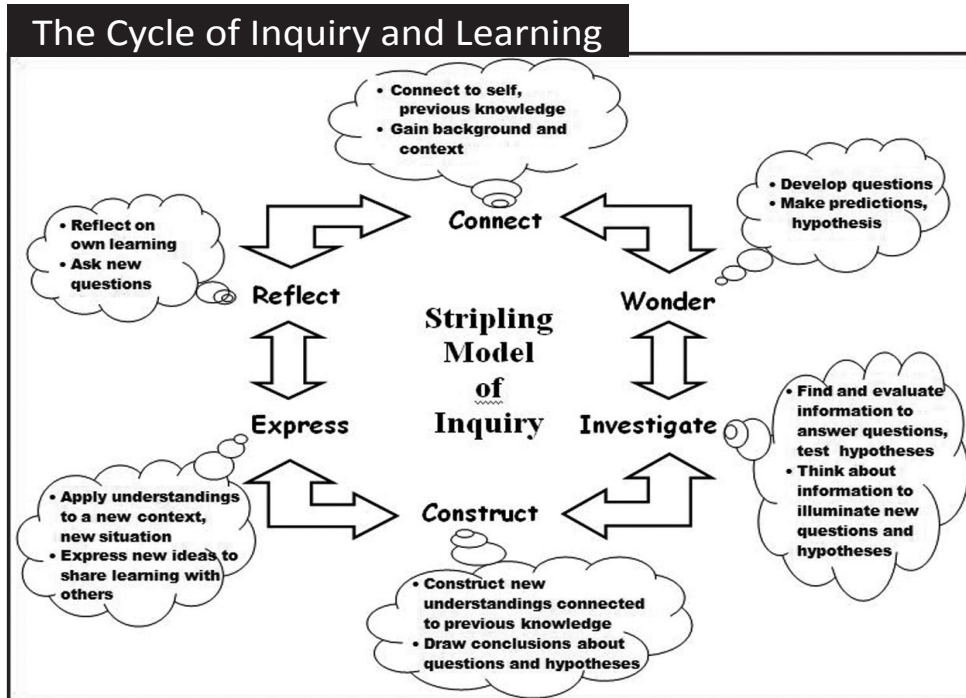 The Cycle of Inquiry and Learning
• Connect to self,
previous knowledge
• Gain background and
context
Connect
• Develop questions
• Make predictions,
hypothesis
Wonder
• Find and evaluate
information to
answer questions,
test hypotheses
• Think about
information to
illuminate new
questions and
hypotheses
Investigate
Construct
• Construct new
understandings connected
to previous knowledge
• Draw conclusions about
questions and hypotheses
Express
• Apply understandings
to a new context,
new situation
• Express new ideas to
share learning with
others
Reflect
• Reflect on
own learning
• Ask new
questions
Stripling
Model
of
Inquiry